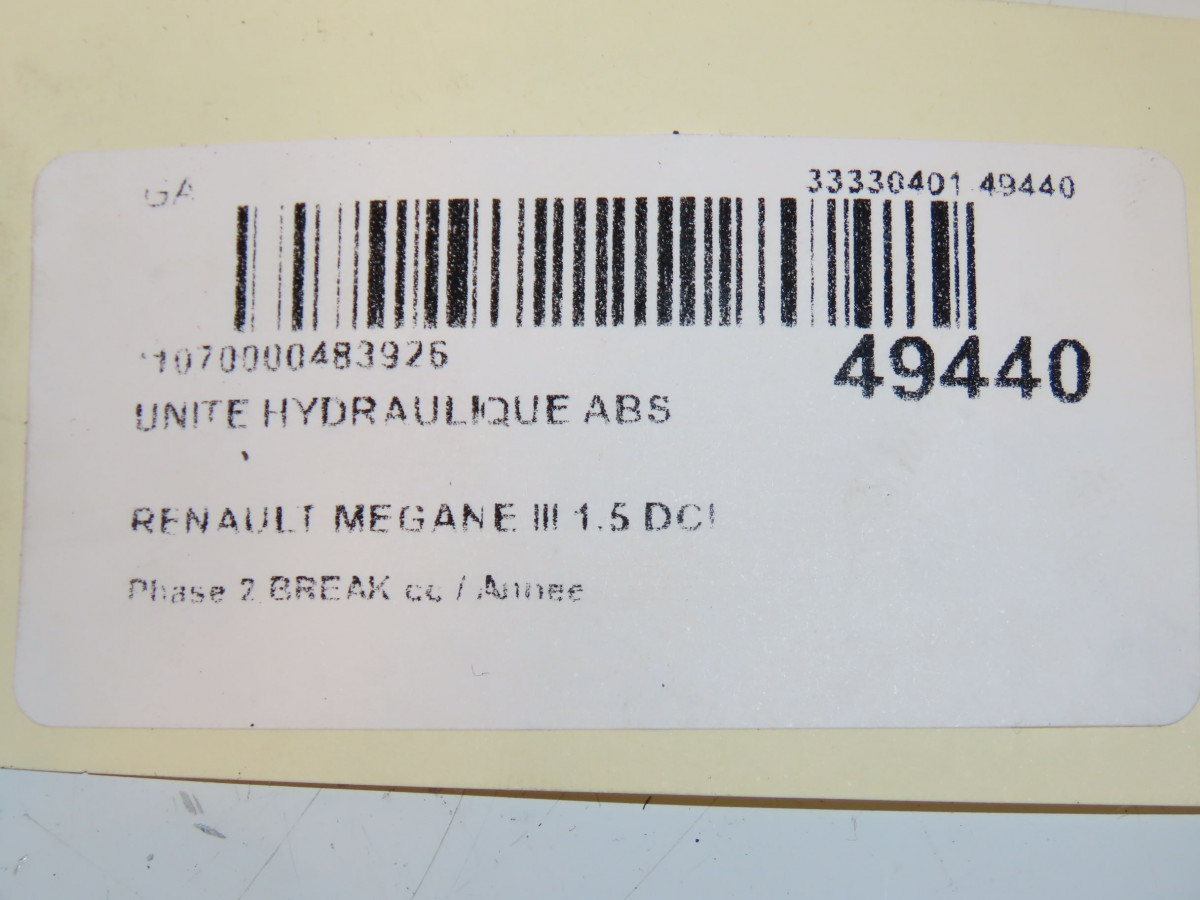 GA
33330401 49440
*1070000483926
49440
UNITE HYDRAULIQUE ABS
RENAULT MEGANE III 1.5 DCI
Phase 2 BREAK cc / Annee